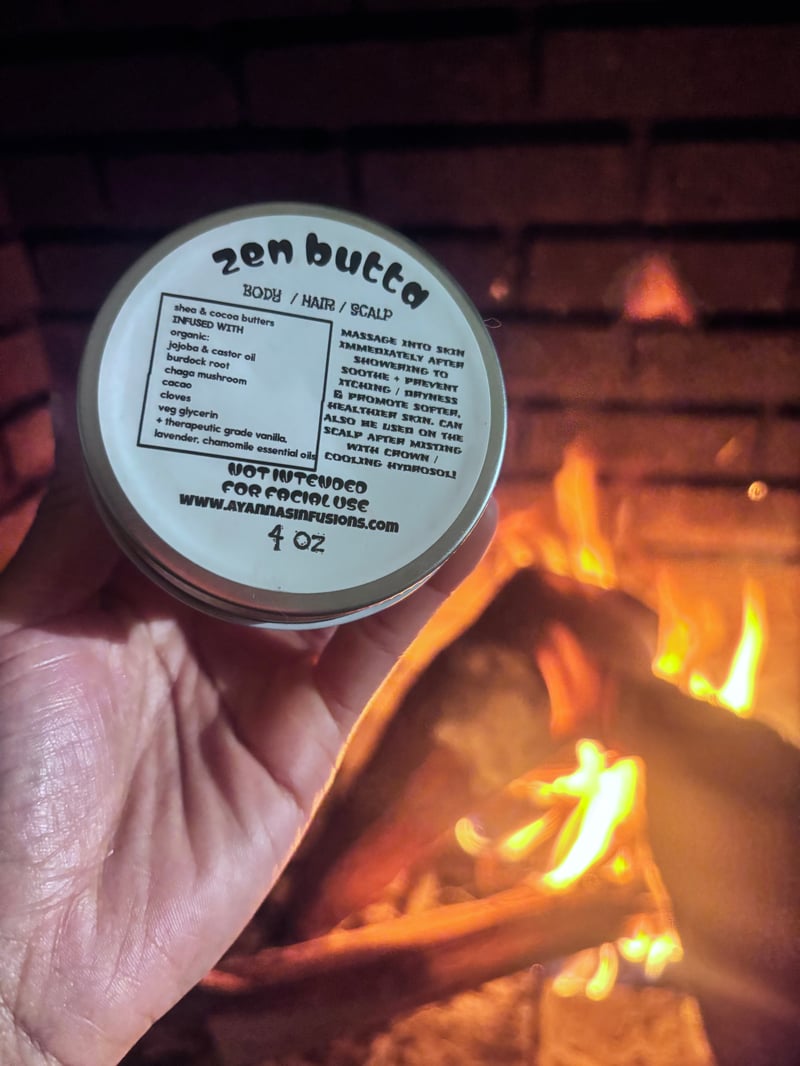 zen butta
BODY / HAIR / SCALP
shea & cocoa butters
INFUSED WITH
organic:
jojoba & castor oil
burdock root
chaga mushroom
cacao
cloves
veg glycerin
+ therapeutic grade vanilla,
lavender, chamomile essential oils
MASSAGE INTO SKIN
IMMEDIATELY AFTER
SHOWERING TO
SOOTHE + PREVENT
ITCHING / DRYNESS
& PROMOTE SOFTER,
HEALTHIER SKIN. CAN
ALSO BE USED ON THE
SCALP AFTER MISTING
WITH CROWN /
COOLING HYDROSOL!
NOT INTENDED
FOR FACIAL USE
WWW.AYANNASINFUSIONS.COM
4 OZ